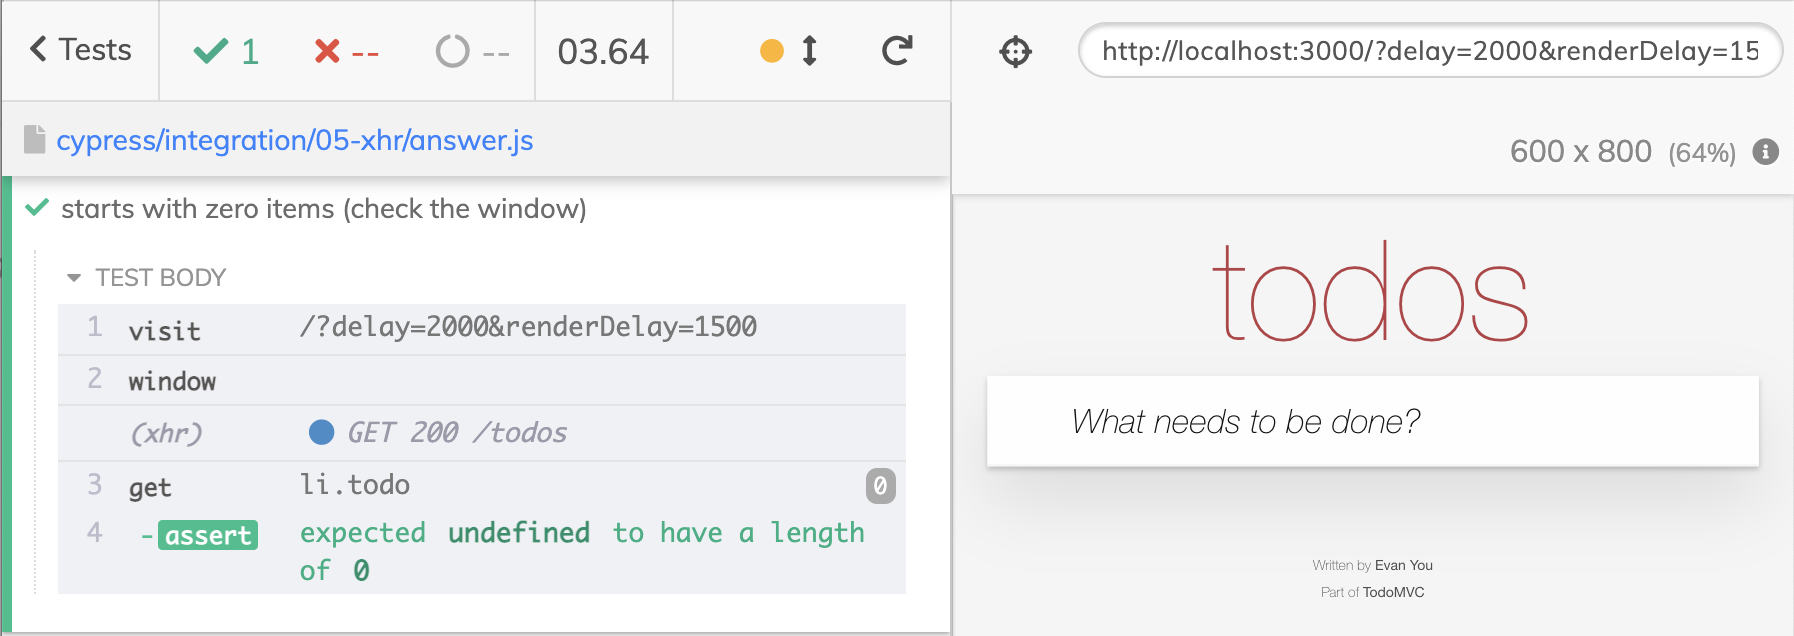 Tests
1
--
--
03.64
http://localhost:3000/?delay=2000&renderDelay=15
cypress/integration/05-xhr/answer.js
600 x 800 (64%)
starts with zero items (check the window)
TEST BODY
1 visit /?delay=2000&renderDelay=1500
2 window
(xhr) GET 200 /todos
3 get li.todo 0
4 -assert expected undefined to have a length
of 0
todos
What needs to be done?
Written by Evan You
Part of TodoMVC